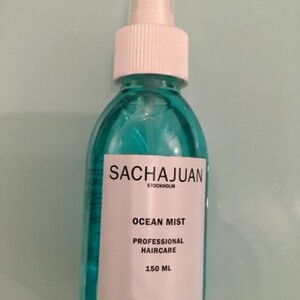 SACHAJUAN
STOCKHOLM
OCEAN MIST
PROFESSIONAL
HAIRCARE
150 ML